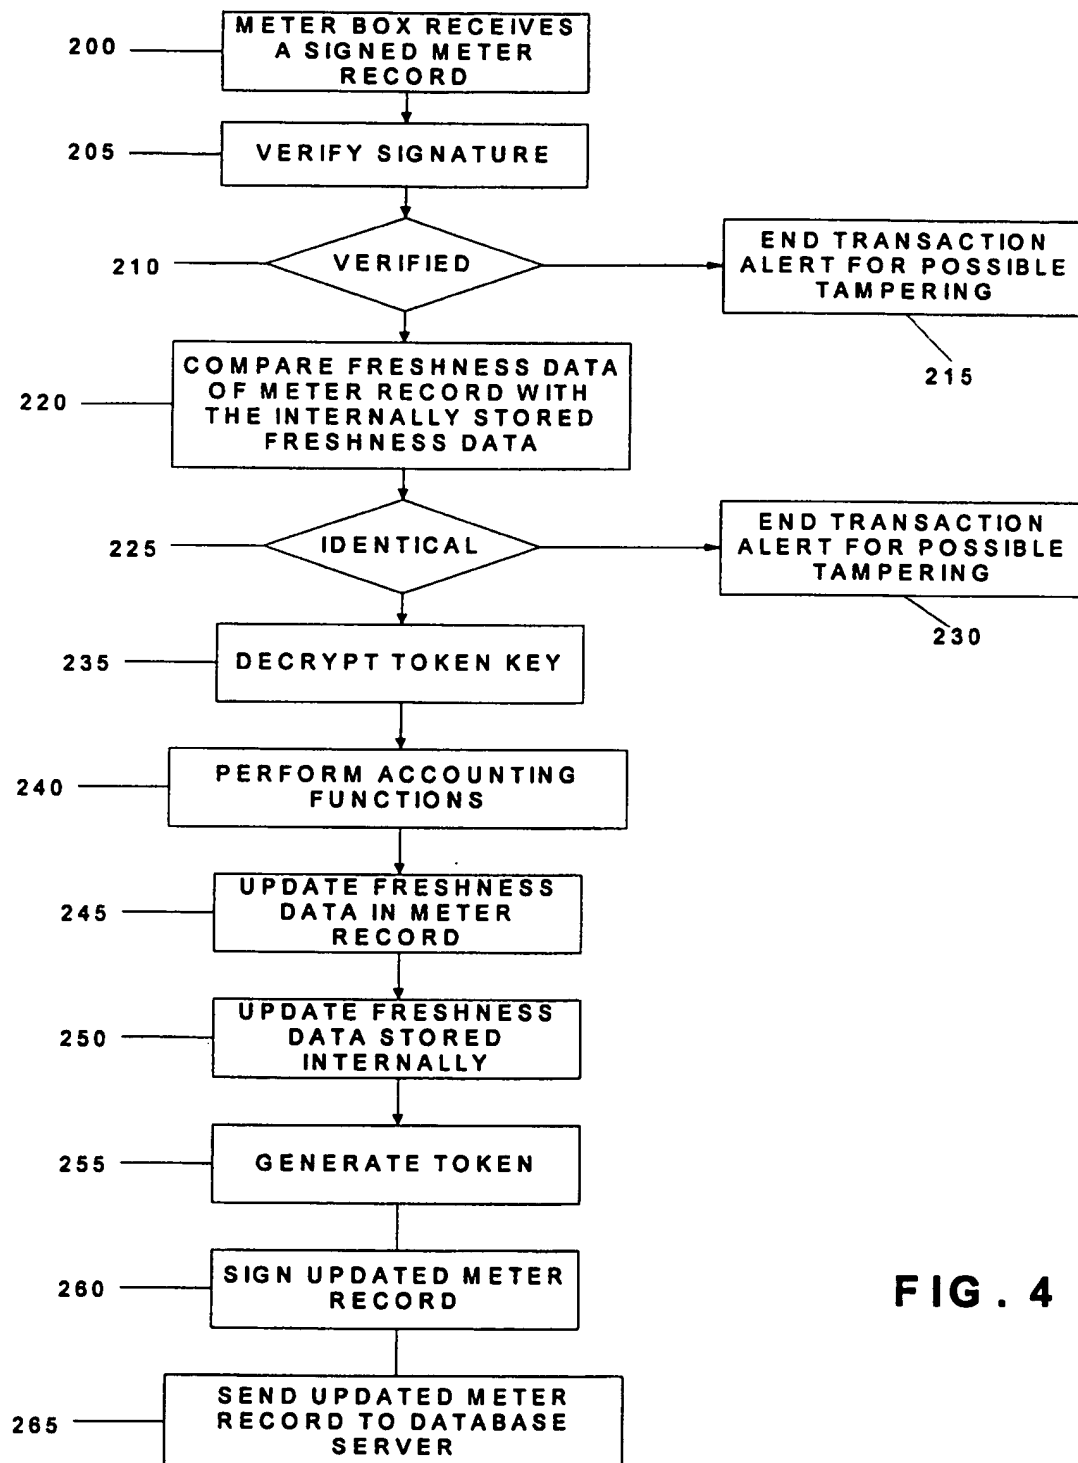 200
METER BOX RECEIVES
A SIGNED METER
RECORD
205
VERIFY SIGNATURE
210
VERIFIED
END TRANSACTION
ALERT FOR POSSIBLE
TAMPERING
215
220
COMPARE FRESHNESS DATA
OF METER RECORD WITH
THE INTERNALLY STORED
FRESHNESS DATA
225
IDENTICAL
END TRANSACTION
ALERT FOR POSSIBLE
TAMPERING
230
235
DECRYPT TOKEN KEY
240
PERFORM ACCOUNTING
FUNCTIONS
245
UPDATE FRESHNESS
DATA IN METER
RECORD
250
UPDATE FRESHNESS
DATA STORED
INTERNALLY
255
GENERATE TOKEN
260
SIGN UPDATED METER
RECORD
FIG. 4
265
SEND UPDATED METER
RECORD TO DATABASE
SERVER